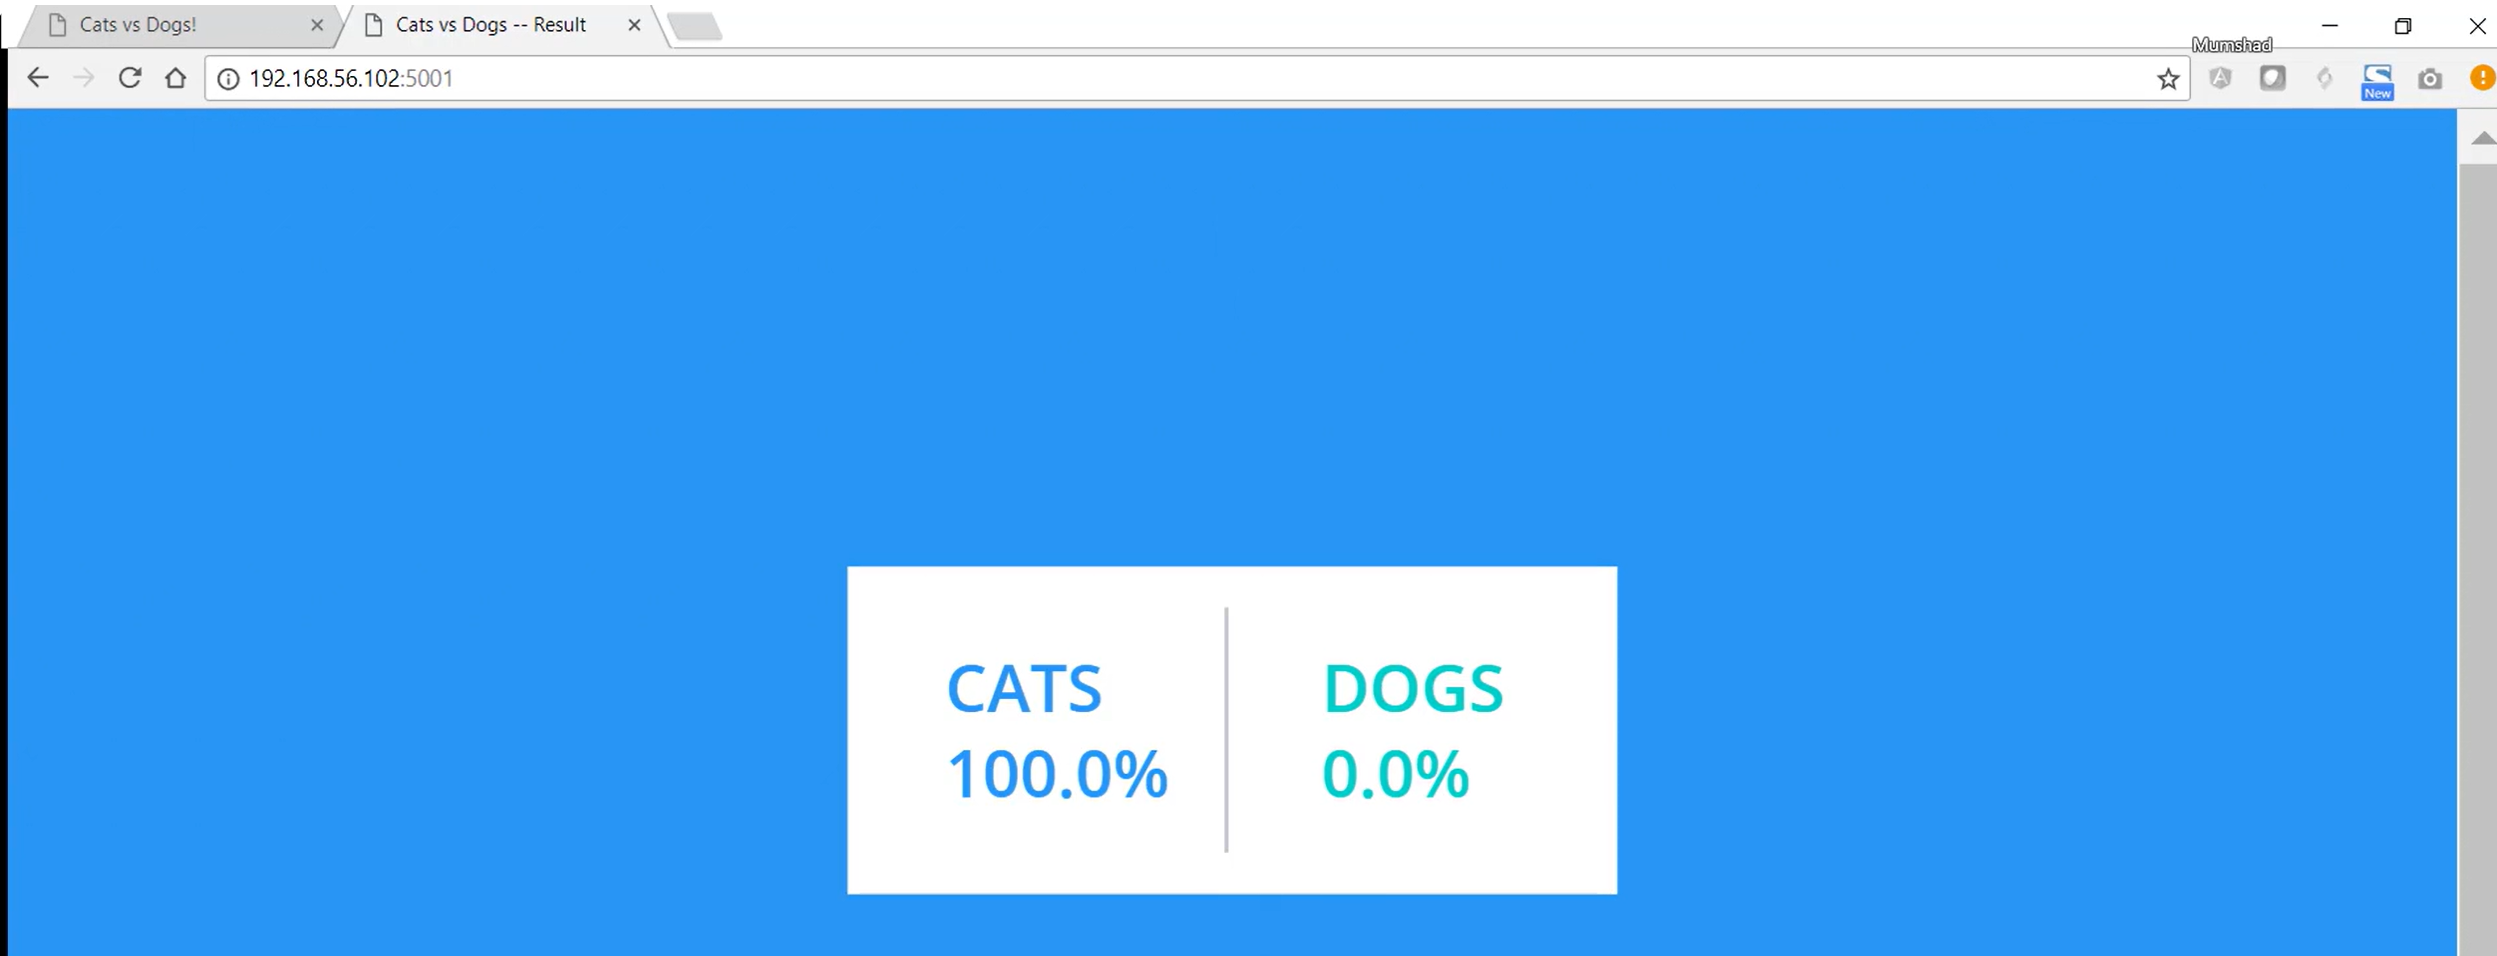 Cats vs Dogs!
Cats vs Dogs -- Result
Mumshad
192.168.56.102:5001
New
CATS
100.0%
DOGS
0.0%